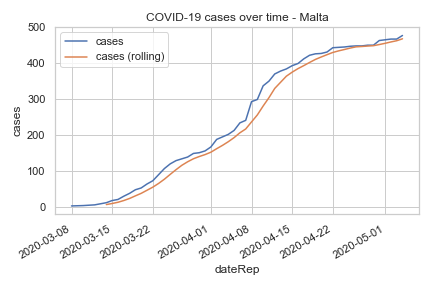 COVID-19 cases over time - Malta
cases
cases (rolling)
500
400
300
200
100
0
cases
2020-03-08
2020-03-15
2020-03-22
2020-04-01
2020-04-08
2020-04-15
2020-04-22
2020-05-01
dateRep